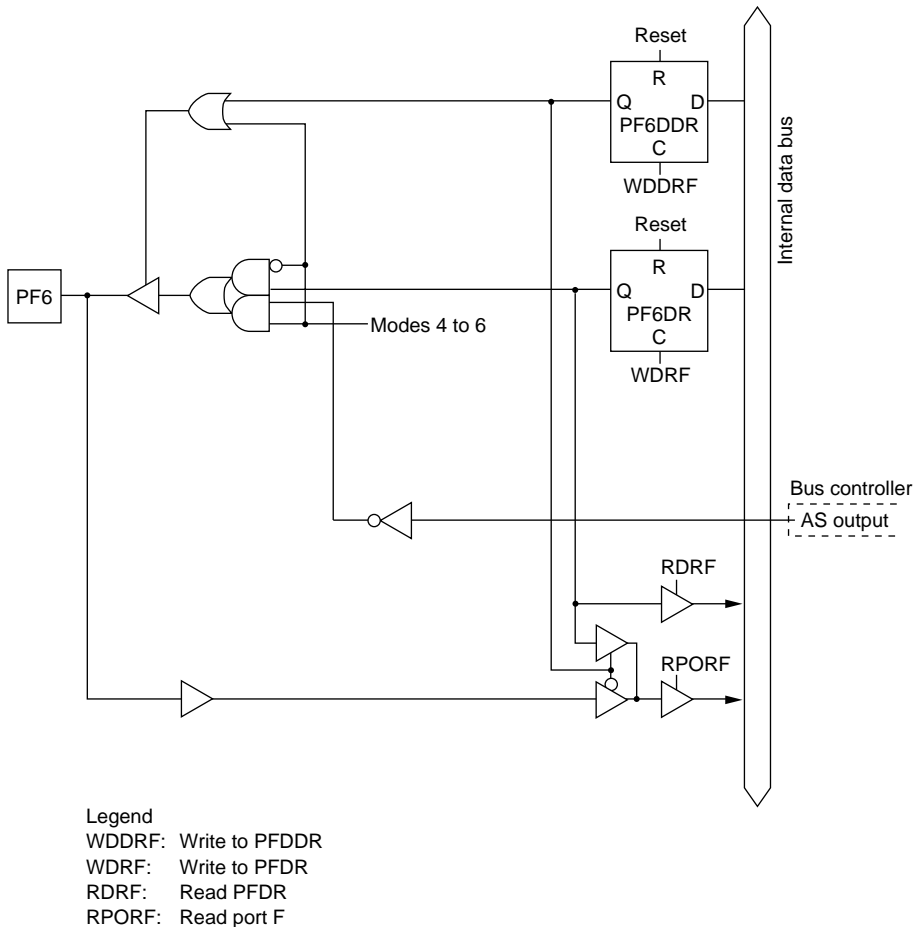 Reset
R
Q D
PF6DDR
C
WDDRF
Internal data bus
Reset
R
Q D
PF6DR
C
WDRF
PF6
Modes 4 to 6
Bus controller
AS output
RDRF
RPORF
Legend
WDDRF: Write to PFDDR
WDRF: Write to PFDR
RDRF: Read PFDR
RPORF: Read port F